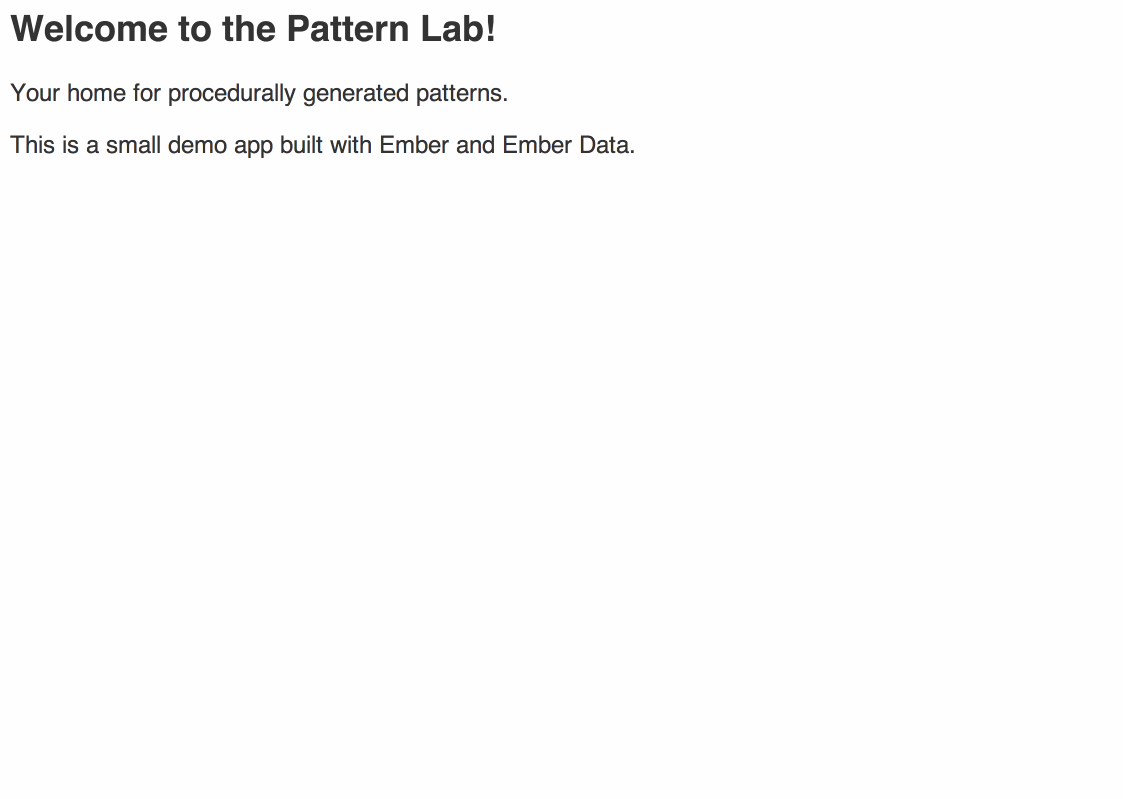 Welcome to the Pattern Lab!
Your home for procedurally generated patterns.
This is a small demo app built with Ember and Ember Data.